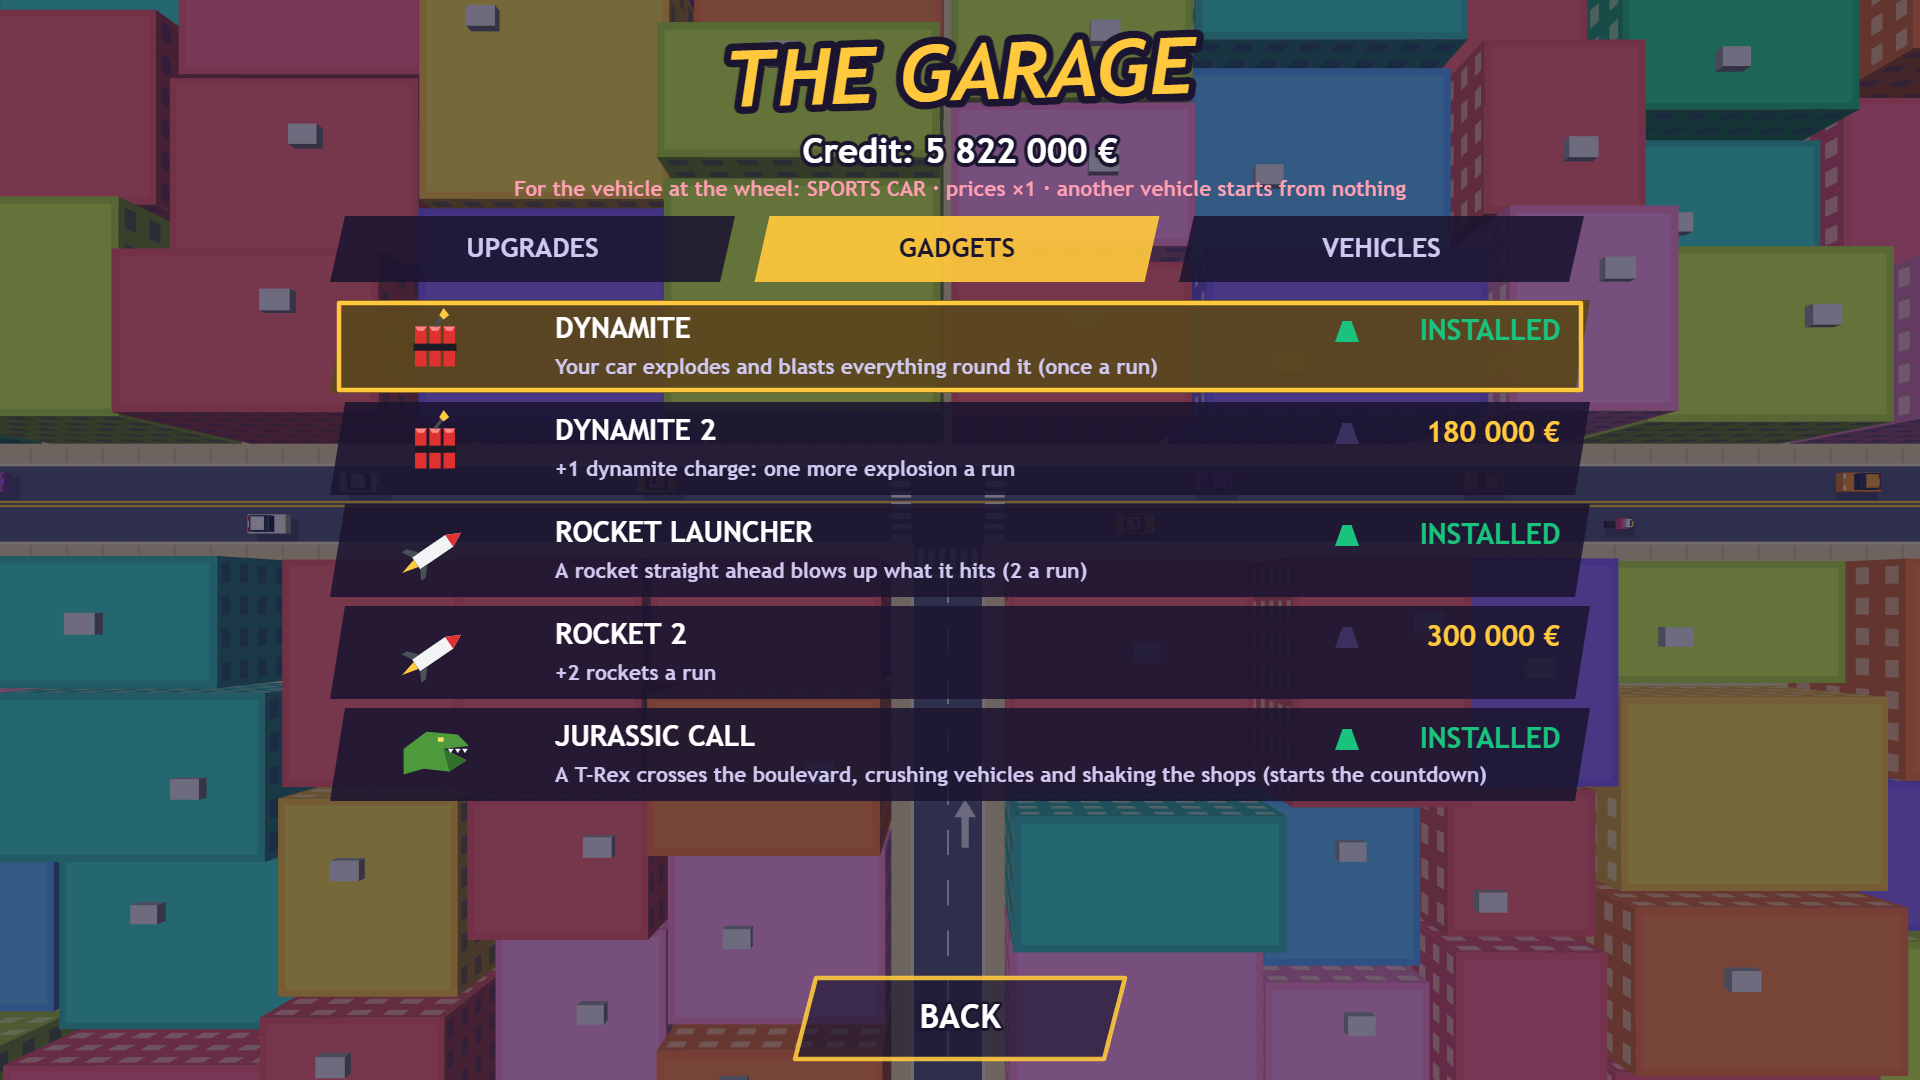 THE GARAGE
Credit: 5 822 000 €
For the vehicle at the wheel: SPORTS CAR · prices ×1 · another vehicle starts from nothing
UPGRADES
GADGETS
VEHICLES
DYNAMITE
INSTALLED
Your car explodes and blasts everything round it (once a run)
DYNAMITE 2
180 000 €
+1 dynamite charge: one more explosion a run
ROCKET LAUNCHER
INSTALLED
A rocket straight ahead blows up what it hits (2 a run)
ROCKET 2
300 000 €
+2 rockets a run
JURASSIC CALL
INSTALLED
A T-Rex crosses the boulevard, crushing vehicles and shaking the shops (starts the countdown)
BACK